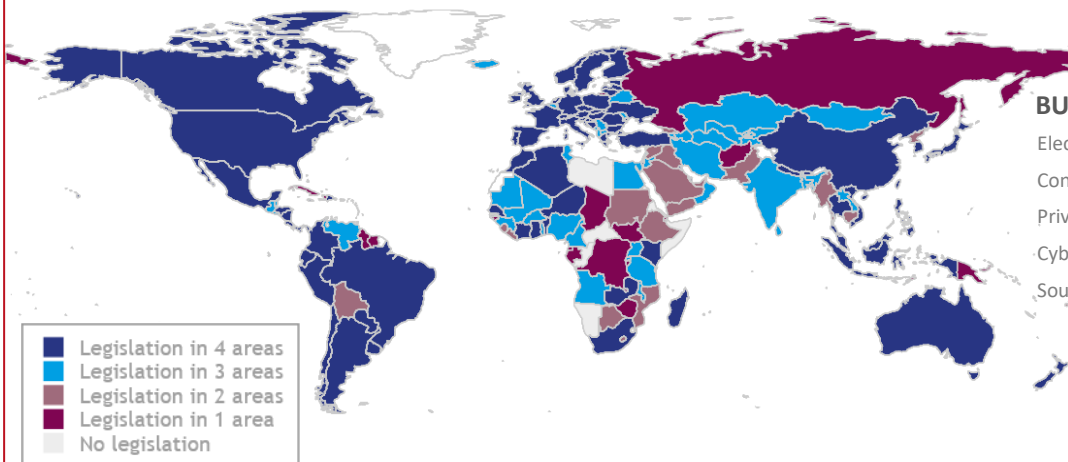 BU
Elec
Con
Priv
Cyb
Sou
Legislation in 4 areas
Legislation in 3 areas
Legislation in 2 areas
Legislation in 1 area
No legislation